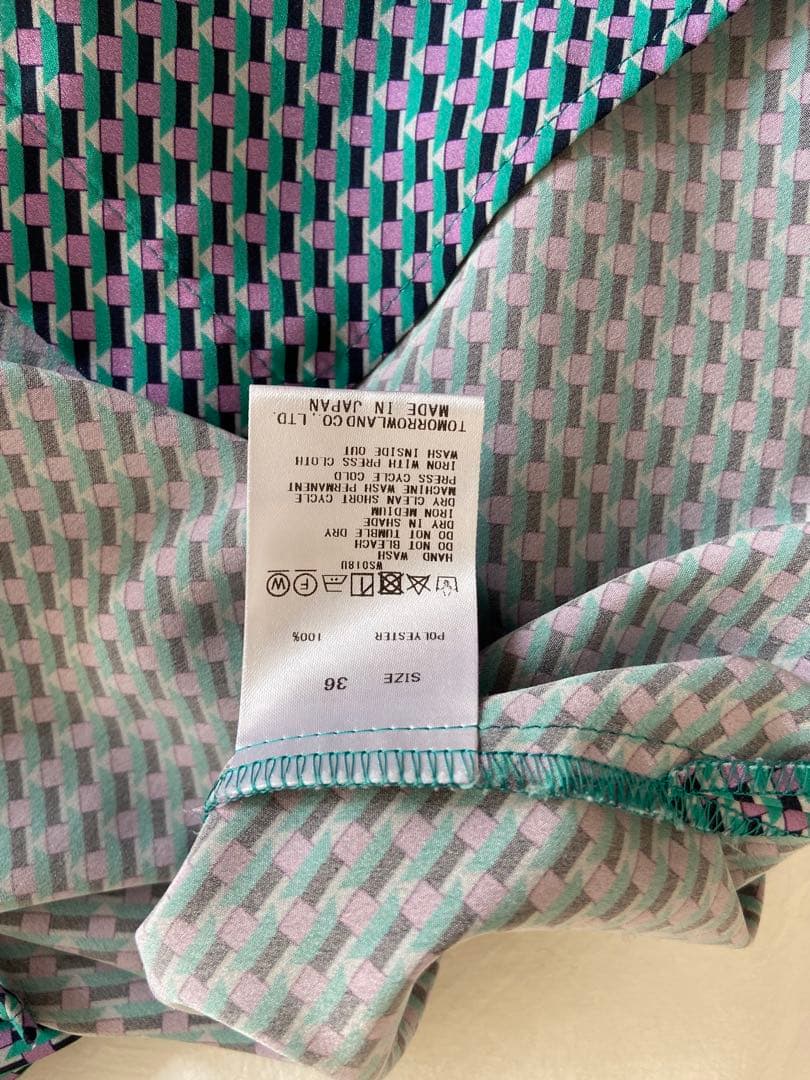 SIZE 36
POLYESTER 100%
F W
WS018U
HAND WASH
DO NOT BLEACH
DO NOT TUMBLE DRY
DRY IN SHADE
IRON MEDIUM
DRY CLEAN SHORT CYCLE
MACHINE WASH PERMANENT
PRESS CYCLE COLD
IRON WITH PRESS CLOTH
WASH INSIDE OUT
TOMORROWLAND CO., LTD.
MADE IN JAPAN